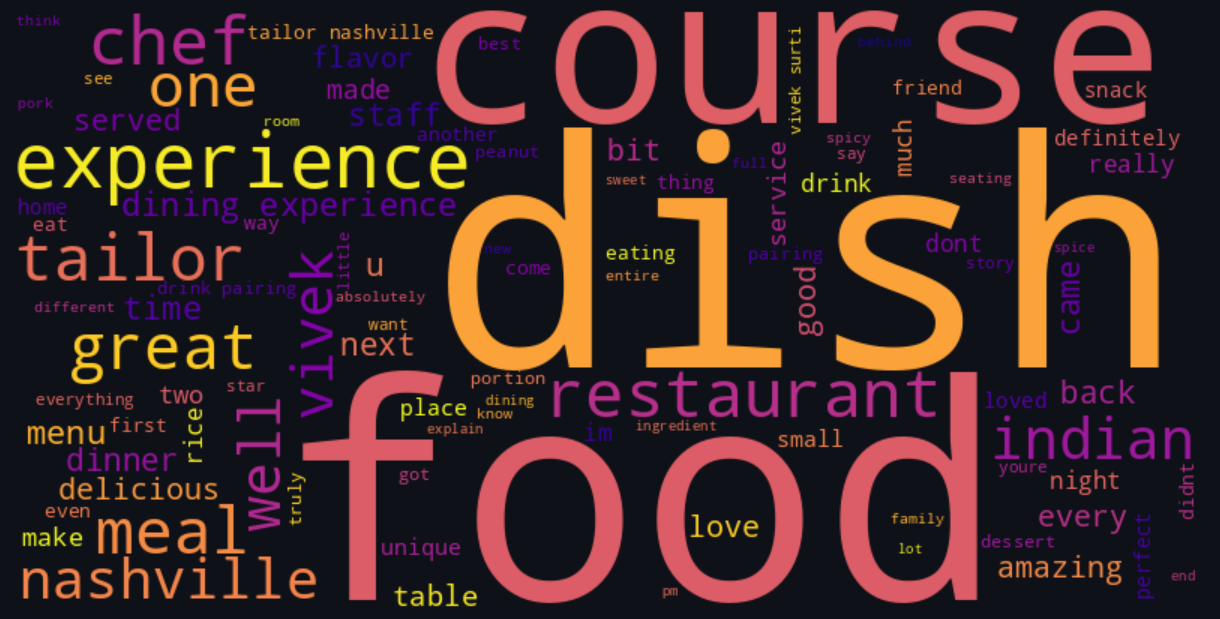 think
chef
tailor nashville
course
best
vivek surti
behind
see
one
flavor
made
friend
snack
pork
served
room
staff
another
peanut
bit
spicy
say
much
definitely
really
experience
full
sweet
thing
service
drink
seating
dish
home
dining experience
eat
way
tailor
little
new
come
eating
entire
pairing
dont
story
spice
came
u
vivek
drink pairing
absolutely
different
time
good
want
next
great
portion
restaurant
star
everything
two
place
dining
know
loved
back
menu
first
rice
well
explain
im
ingredient
small
indian
dinner
food
got
youre
night
didnt
delicious
truly
even
make
meal
love
family
lot
every
unique
dessert
perfect
nashville
table
pm
amazing
end